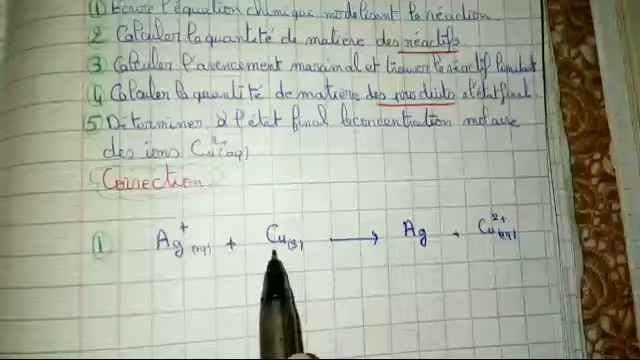 ① Ecrire l'équation chimique modélisant la réaction.
2 Calculer la quantité de matière des réactifs
3 Calculer l'avancement maximal et trouver le réactif limitant
4 Calculer la quantité de matière des produits à l'état final.
5 Déterminer à l'état final la concentration molaire
des ions Cu²⁺(aq)
Correction
① Ag⁺(aq) + Cu(s) → Ag + Cu²⁺(aq)